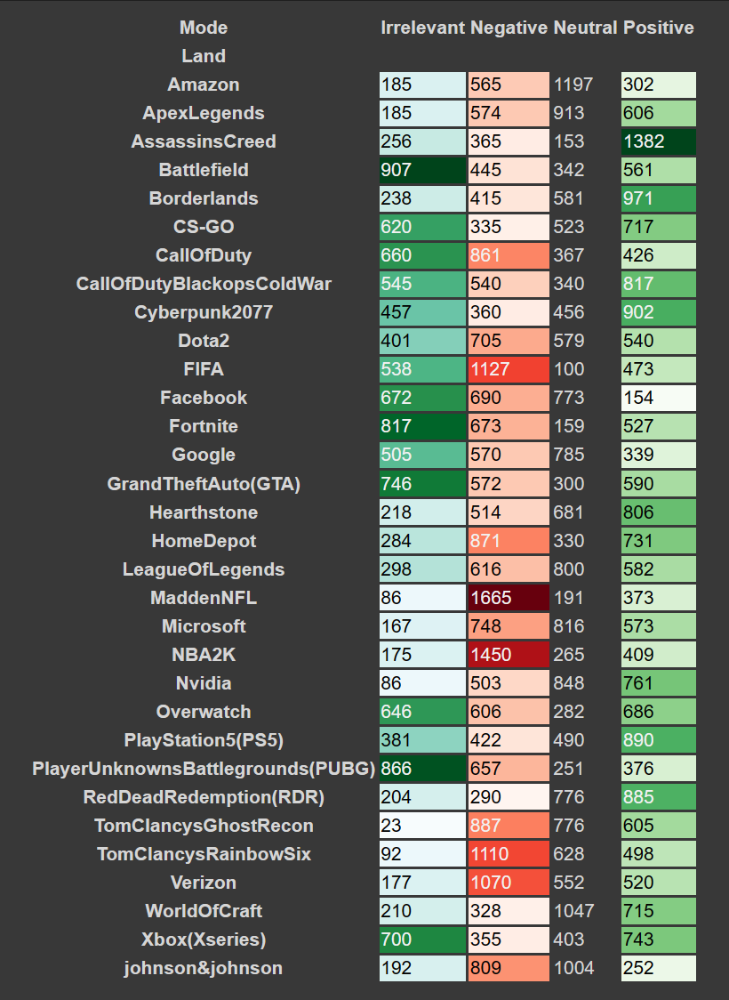 Mode Irrelevant Negative Neutral Positive
Land
Amazon 185 565 1197 302
ApexLegends 185 574 913 606
AssassinsCreed 256 365 153 1382
Battlefield 907 445 342 561
Borderlands 238 415 581 971
CS-GO 620 335 523 717
CallOfDuty 660 861 367 426
CallOfDutyBlackopsColdWar 545 540 340 817
Cyberpunk2077 457 360 456 902
Dota2 401 705 579 540
FIFA 538 1127 100 473
Facebook 672 690 773 154
Fortnite 817 673 159 527
Google 505 570 785 339
GrandTheftAuto(GTA) 746 572 300 590
Hearthstone 218 514 681 806
HomeDepot 284 871 330 731
LeagueOfLegends 298 616 800 582
MaddenNFL 86 1665 191 373
Microsoft 167 748 816 573
NBA2K 175 1450 265 409
Nvidia 86 503 848 761
Overwatch 646 606 282 686
PlayStation5(PS5) 381 422 490 890
PlayerUnknownsBattlegrounds(PUBG) 866 657 251 376
RedDeadRedemption(RDR) 204 290 776 885
TomClancysGhostRecon 23 887 776 605
TomClancysRainbowSix 92 1110 628 498
Verizon 177 1070 552 520
WorldOfCraft 210 328 1047 715
Xbox(Xseries) 700 355 403 743
johnson&johnson 192 809 1004 252